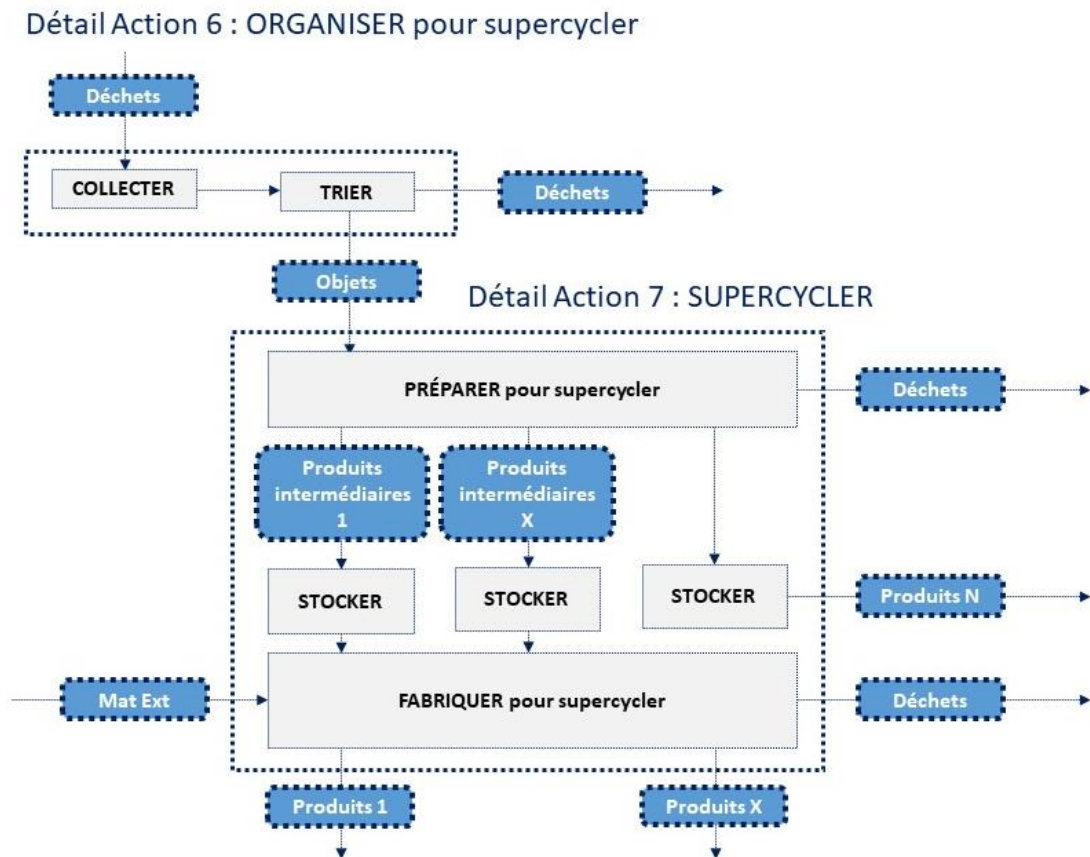 Détail Action 6 : ORGANISER pour supercycler
Déchets
COLLECTER
TRIER
Déchets
Objets
Détail Action 7 : SUPERCYCLER
PRÉPARER pour supercycler
Déchets
Produits
intermédiaires
1
Produits
intermédiaires
X
STOCKER
STOCKER
STOCKER
Produits N
Mat Ext
FABRIQUER pour supercycler
Déchets
Produits 1
Produits X